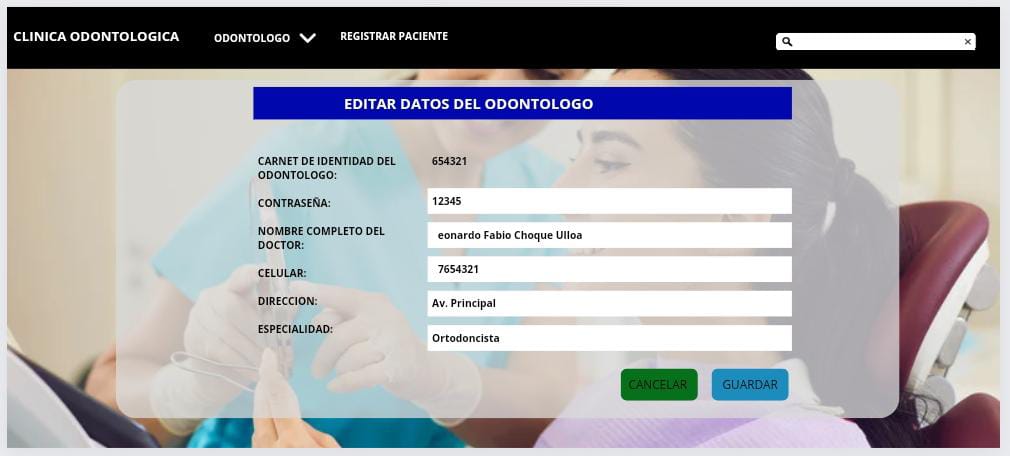 CLINICA ODONTOLOGICA
ODONTOLOGO
REGISTRAR PACIENTE
EDITAR DATOS DEL ODONTOLOGO
CARNET DE IDENTIDAD DEL
ODONTOLOGO:
654321
CONTRASEÑA:
12345
NOMBRE COMPLETO DEL
DOCTOR:
eonardo Fabio Choque Ulloa
CELULAR:
7654321
DIRECCION:
Av. Principal
ESPECIALIDAD:
Ortodoncista
CANCELAR
GUARDAR